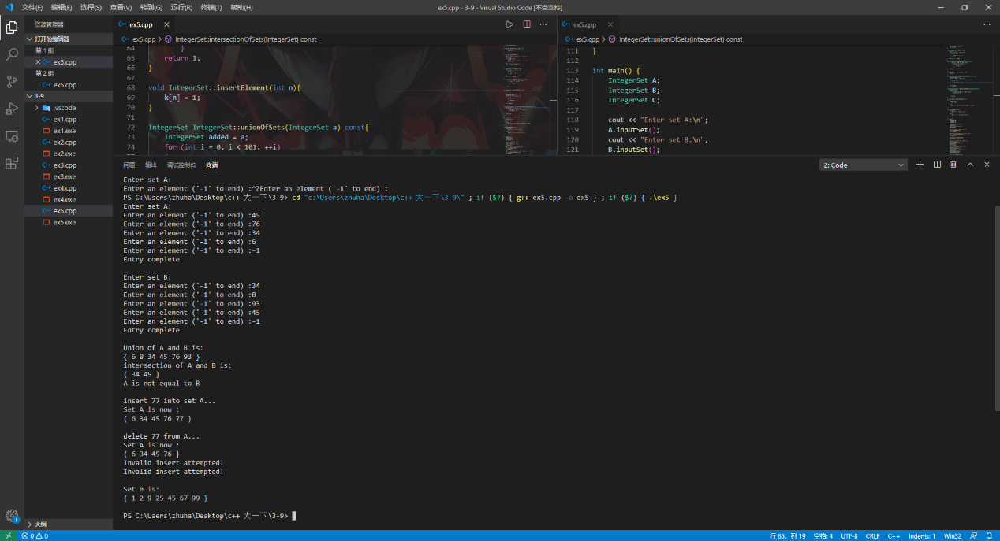 文件(F) 编辑(E) 选择(S) 查看(V) 转到(G) 运行(R) 终端(T) 帮助(H)
ex5.cpp - 3-9 - Visual Studio Code [不受支持]
资源管理器
打开的编辑器
第 1 组
ex5.cpp
第 2 组
ex5.cpp
3-9
.vscode
ex1.cpp
ex1.exe
ex2.cpp
ex2.exe
ex3.cpp
ex3.exe
ex4.cpp
ex4.exe
ex5.cpp
ex5.exe
大纲
ex5.cpp
ex5.cpp > IntegerSet::intersectionOfSets(IntegerSet) const
64 }
65 return 1;
66 }
67
68 void IntegerSet::insertElement(int n){
69 k[n] = 1;
70 }
71
72 IntegerSet IntegerSet::unionOfSets(IntegerSet a) const{
73 IntegerSet added = a;
74 for (int i = 0; i < 101; ++i)
ex5.cpp
ex5.cpp > IntegerSet::unionOfSets(IntegerSet) const
111 }
112
113 int main() {
114 IntegerSet A;
115 IntegerSet B;
116 IntegerSet C;
117
118 cout << "Enter set A:\n";
119 A.inputSet();
120 cout << "Enter set B:\n";
121 B.inputSet();
问题 输出 调试控制台 终端
2: Code
Enter set A:
Enter an element ('-1' to end) :^ZEnter an element ('-1' to end) :
PS C:\Users\zhuha\Desktop\c++ 大一下\3-9> cd "c:\Users\zhuha\Desktop\c++ 大一下\3-9\" ; if ($?) { g++ ex5.cpp -o ex5 } ; if ($?) { .\ex5 }
Enter set A:
Enter an element ('-1' to end) :45
Enter an element ('-1' to end) :76
Enter an element ('-1' to end) :34
Enter an element ('-1' to end) :6
Enter an element ('-1' to end) :-1
Entry complete
Enter set B:
Enter an element ('-1' to end) :34
Enter an element ('-1' to end) :8
Enter an element ('-1' to end) :93
Enter an element ('-1' to end) :45
Enter an element ('-1' to end) :-1
Entry complete
Union of A and B is:
{ 6 8 34 45 76 93 }
intersection of A and B is:
{ 34 45 }
A is not equal to B
insert 77 into set A...
Set A is now :
{ 6 34 45 76 77 }
delete 77 from A...
Set A is now :
{ 6 34 45 76 }
Invalid insert attempted!
Invalid insert attempted!
Set e is:
{ 1 2 9 25 45 67 99 }
PS C:\Users\zhuha\Desktop\c++ 大一下\3-9>
1
0 0
行 85，列 19 空格: 4 UTF-8 CRLF C++ Indents: 1 Win32